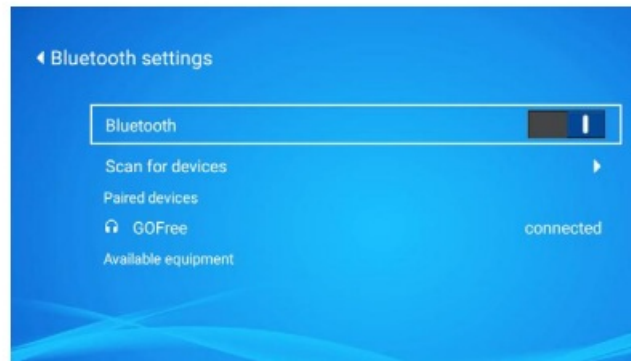 Bluetooth settings
Bluetooth
Scan for devices
Paired devices
GOFree connected
Available equipment